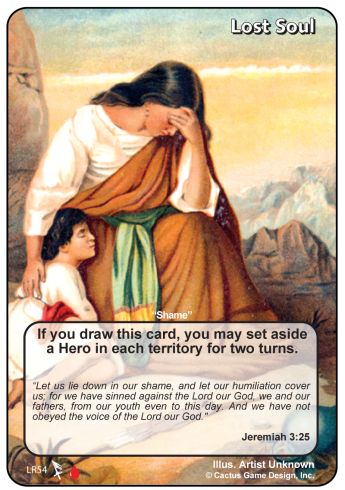 Lost Soul
"Shame"
If you draw this card, you may set aside
a Hero in each territory for two turns.
"Let us lie down in our shame, and let our humiliation cover
us; for we have sinned against the Lord our God, we and our
fathers, from our youth even to this day. And we have not
obeyed the voice of the Lord our God."
Jeremiah 3:25
Illus. Artist Unknown
LR54
© Cactus Game Design, Inc.